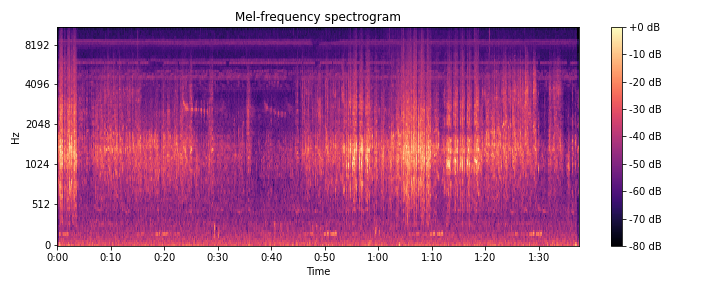 Mel-frequency spectrogram
8192
4096
2048
1024
512
0
Hz
0:00 0:10 0:20 0:30 0:40 0:50 1:00 1:10 1:20 1:30
Time
+0 dB
-10 dB
-20 dB
-30 dB
-40 dB
-50 dB
-60 dB
-70 dB
-80 dB